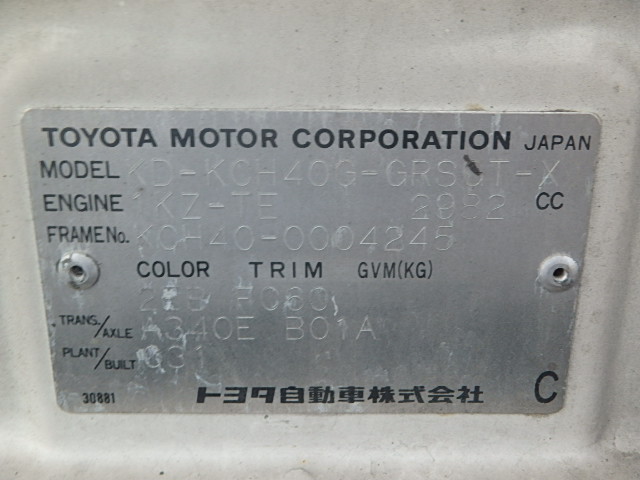 TOYOTA MOTOR CORPORATION JAPAN
MODEL KD-KCH40G-GRSGT-X
ENGINE 1KZ-TE 2982 CC
FRAME No. KCH40-0004245
COLOR TRIM GVM(KG)
TRANS/AXLE A340E B01A
PLANT/BUILT
30881 トヨタ自動車株式会社 C